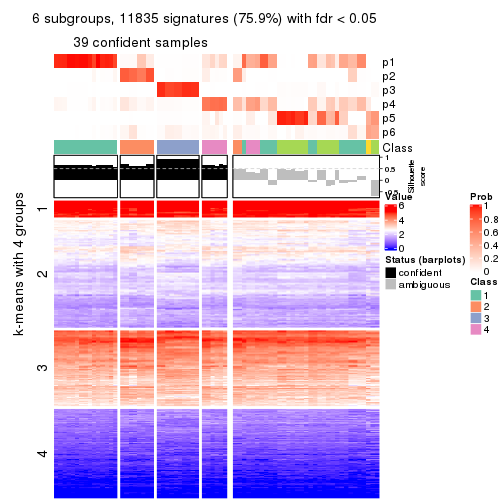 6 subgroups, 11835 signatures (75.9%) with fdr < 0.05
39 confident samples
p1
p2
p3
p4
p5
p6
Class
1
0.5
0
-0.5
Silhouette
score
k-means with 4 groups
1
2
3
4
Value
6
4
2
0
Status (barplots)
confident
ambiguous
Prob
1
0.8
0.6
0.4
0.2
0
Class
1
2
3
4